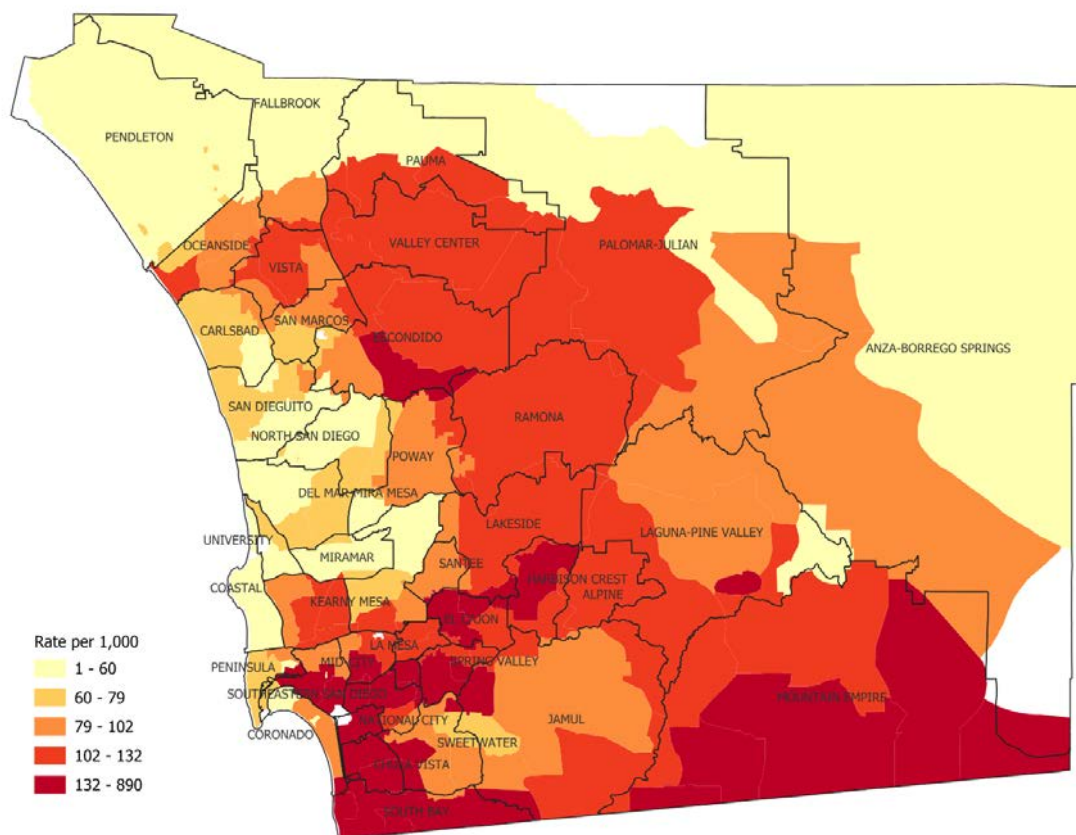 FALLBROOK
PENDLETON
PAUMA
OCEANSIDE
VALLEY CENTER
PALOMAR-JULIAN
VISTA
SAN MARCOS
CARLSBAD
ESCONDIDO
ANZA-BORREGO SPRINGS
SAN DIEGUITO
RAMONA
NORTH SAN DIEGO
POWAY
DEL MAR-MIRA MESA
LAKESIDE
LAGUNA-PINE VALLEY
UNIVERSITY
MIRAMAR
SANTEE
HARBISON CREST
ALPINE
COASTAL
KEARNY MESA
EL CAJON
LA MESA
PENINSULA
MID-CITY
SPRING VALLEY
SOUTHEASTERN SAN DIEGO
MOUNTAIN EMPIRE
NATIONAL CITY
JAMUL
CORONADO
SWEETWATER
CHULA VISTA
SOUTH BAY
Rate per 1,000
1 - 60
60 - 79
79 - 102
102 - 132
132 - 890